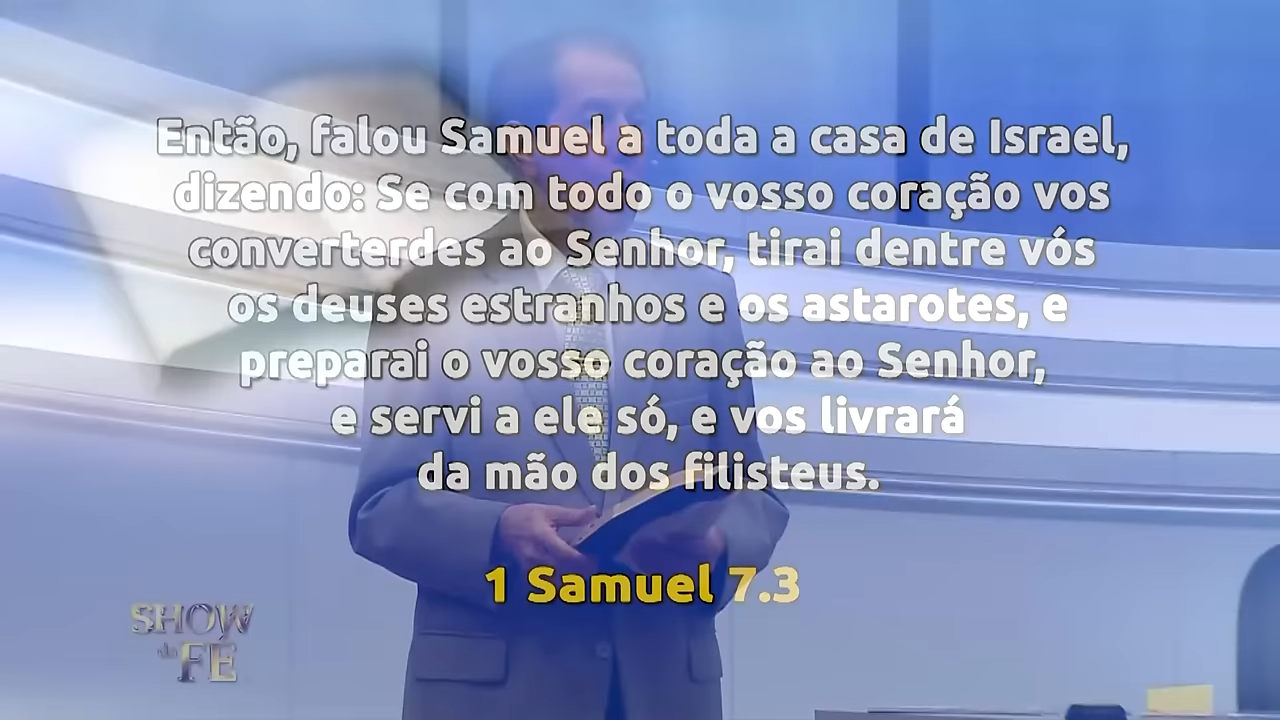 Então, falou Samuel a toda a casa de Israel,
dizendo: Se com todo o vosso coração vos
converterdes ao Senhor, tirai dentre vós
os deuses estranhos e os astarotes, e
preparai o vosso coração ao Senhor,
e servi a ele só, e vos livrará
da mão dos filisteus.
1 Samuel 7.3
SHOW
da
FÉ